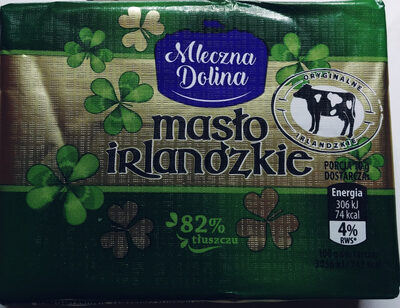 Mleczna
Dolina
masło
irlandzkie
ORYGINALNE
IRLANDZKIE
PORCJA 10g
DOSTARCZA:
Energia
306 kJ
74 kcal
4%
RWS*
82%
tłuszczu